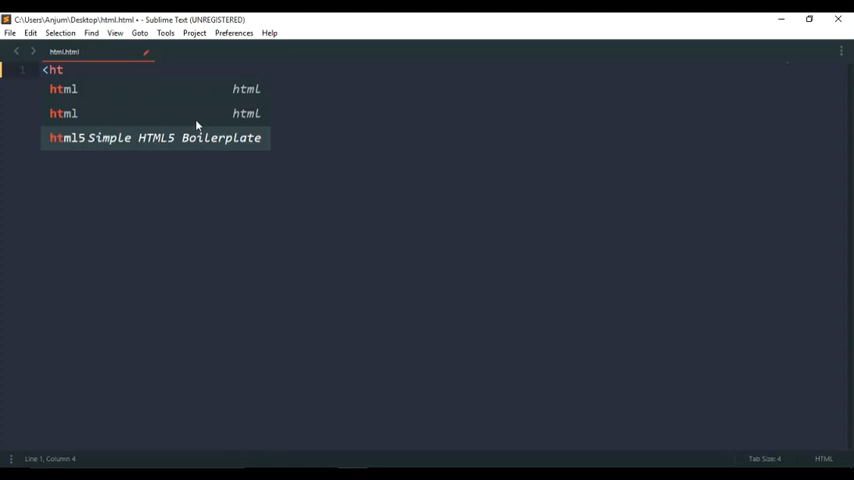 C:\Users\Anjum\Desktop\html.html • - Sublime Text (UNREGISTERED)
File Edit Selection Find View Goto Tools Project Preferences Help
html.html
1 <ht
html html
html html
html5 Simple HTML5 Boilerplate
Line 1, Column 4 Tab Size: 4 HTML